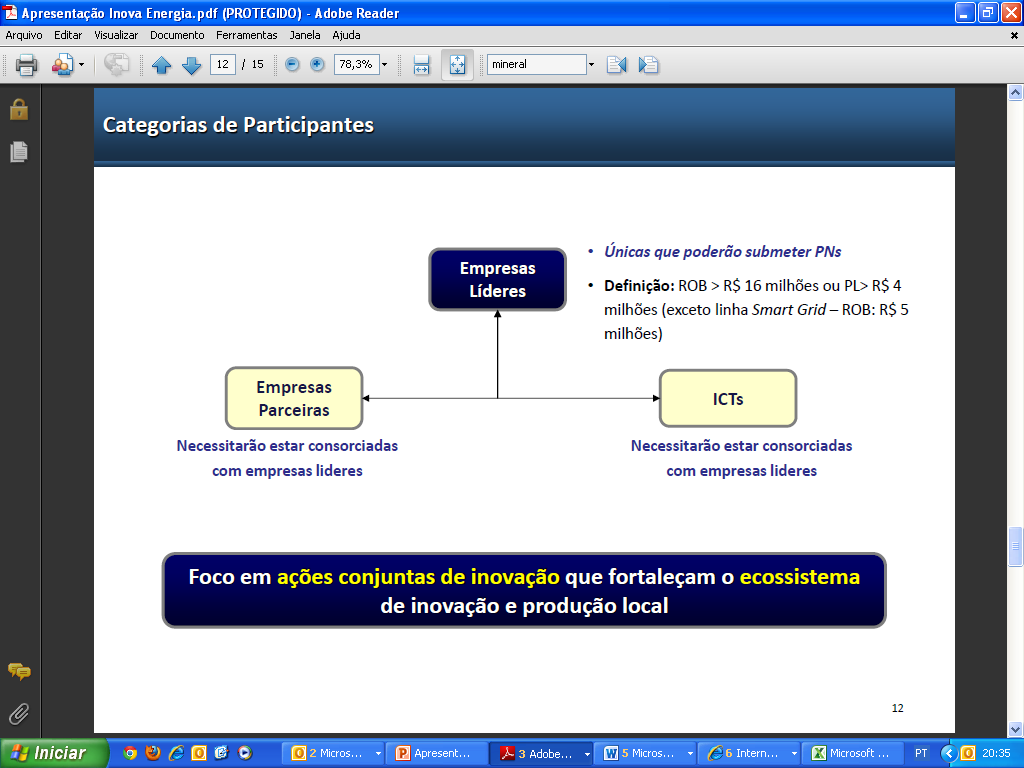 Apresentação Inova Energia.pdf (PROTEGIDO) - Adobe Reader
Arquivo Editar Visualizar Documento Ferramentas Janela Ajuda
12 / 15 78,3% mineral
Categorias de Participantes
Empresas
Líderes
• Únicas que poderão submeter PNs
• Definição: ROB > R$ 16 milhões ou PL> R$ 4
milhões (exceto linha Smart Grid – ROB: R$ 5
milhões)
Empresas
Parceiras
ICTs
Necessitarão estar consorciadas
com empresas lideres
Necessitarão estar consorciadas
com empresas lideres
Foco em ações conjuntas de inovação que fortaleçam o ecossistema
de inovação e produção local
12
Iniciar 2 Micros... Apresent... 3 Adobe... 5 Micros... 6 Intern... Microsoft ... PT 20:35